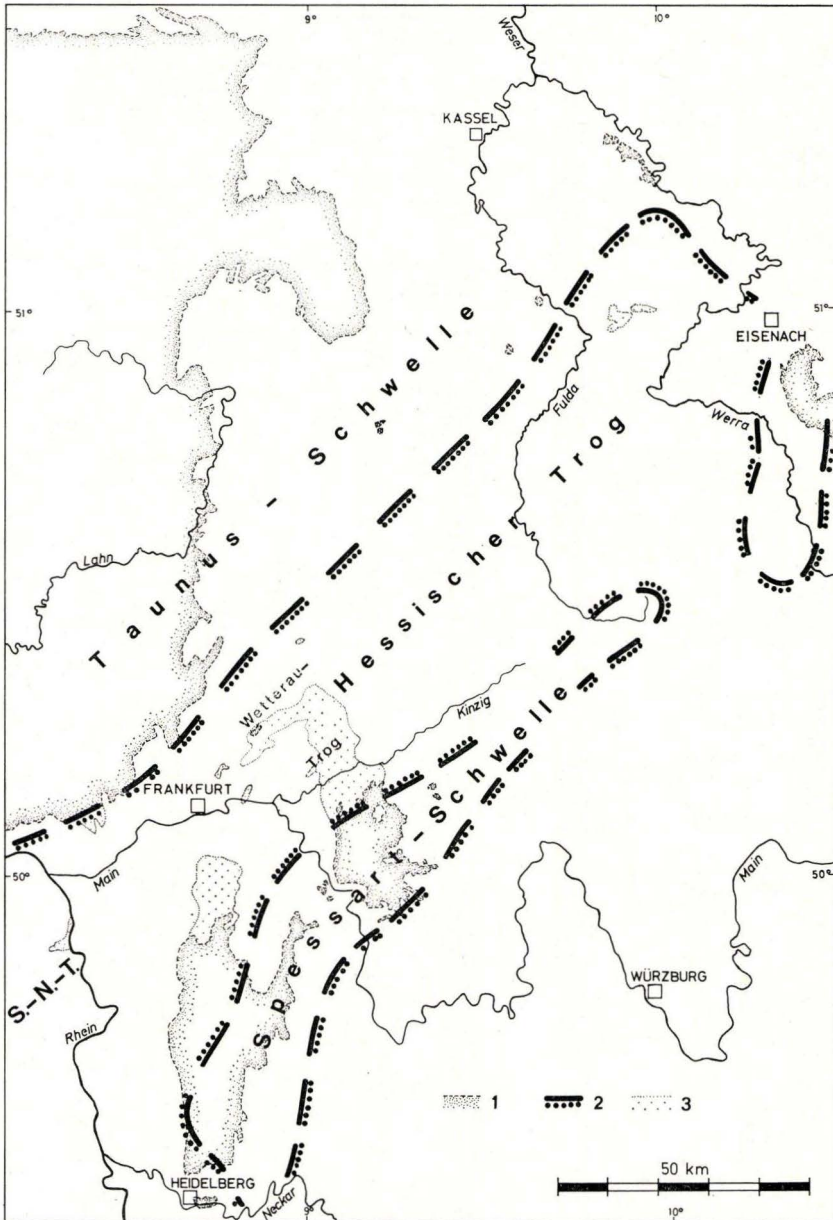 9°
10°
Weser
KASSEL
51°
51°
EISENACH
Taunus - Schwelle
Fulda
Werra
Hessischer Trog
Lahn
Wetterau-
Trog
Kinzig
FRANKFURT
Spessart-Schwelle
Main
Main
50°
50°
S.-N.-T.
WÜRZBURG
Rhein
1
2
3
HEIDELBERG
Neckar
50 km
9°
10°